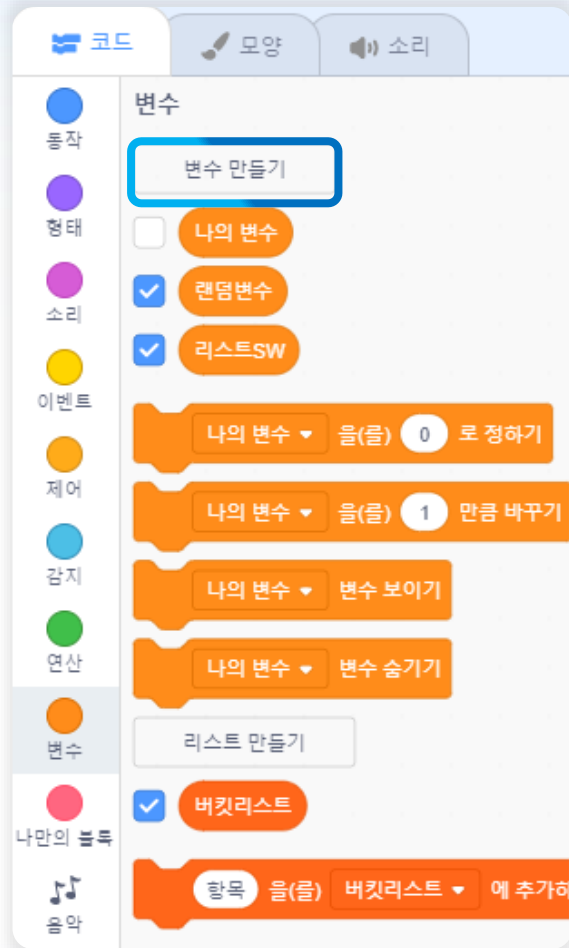 코드
모양
소리
동작
형태
소리
이벤트
제어
감지
연산
변수
나만의 블록
음악
변수
변수 만들기
나의 변수
랜덤변수
리스트SW
나의 변수 을(를) 0 로 정하기
나의 변수 을(를) 1 만큼 바꾸기
나의 변수 변수 보이기
나의 변수 변수 숨기기
리스트 만들기
버킷리스트
항목 을(를) 버킷리스트 에 추가하